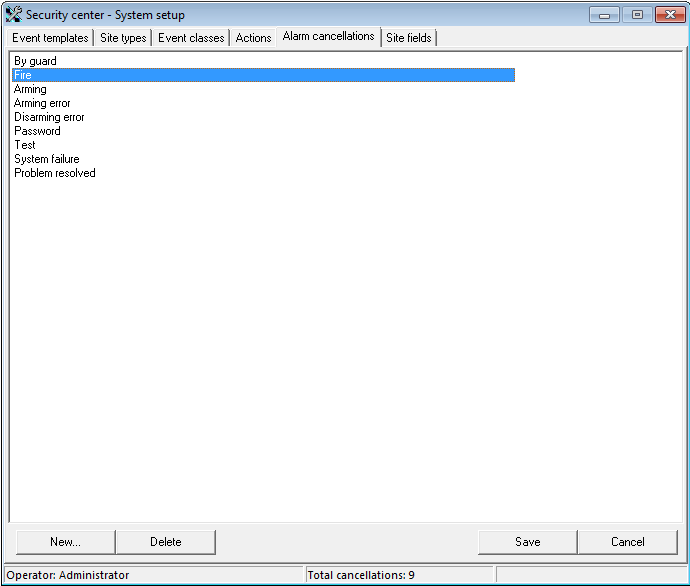 Security center - System setup
Event templates Site types Event classes Actions Alarm cancellations Site fields
By guard
Fire
Arming
Arming error
Disarming error
Password
Test
System failure
Problem resolved
New... Delete Save Cancel
Operator: Administrator Total cancellations: 9